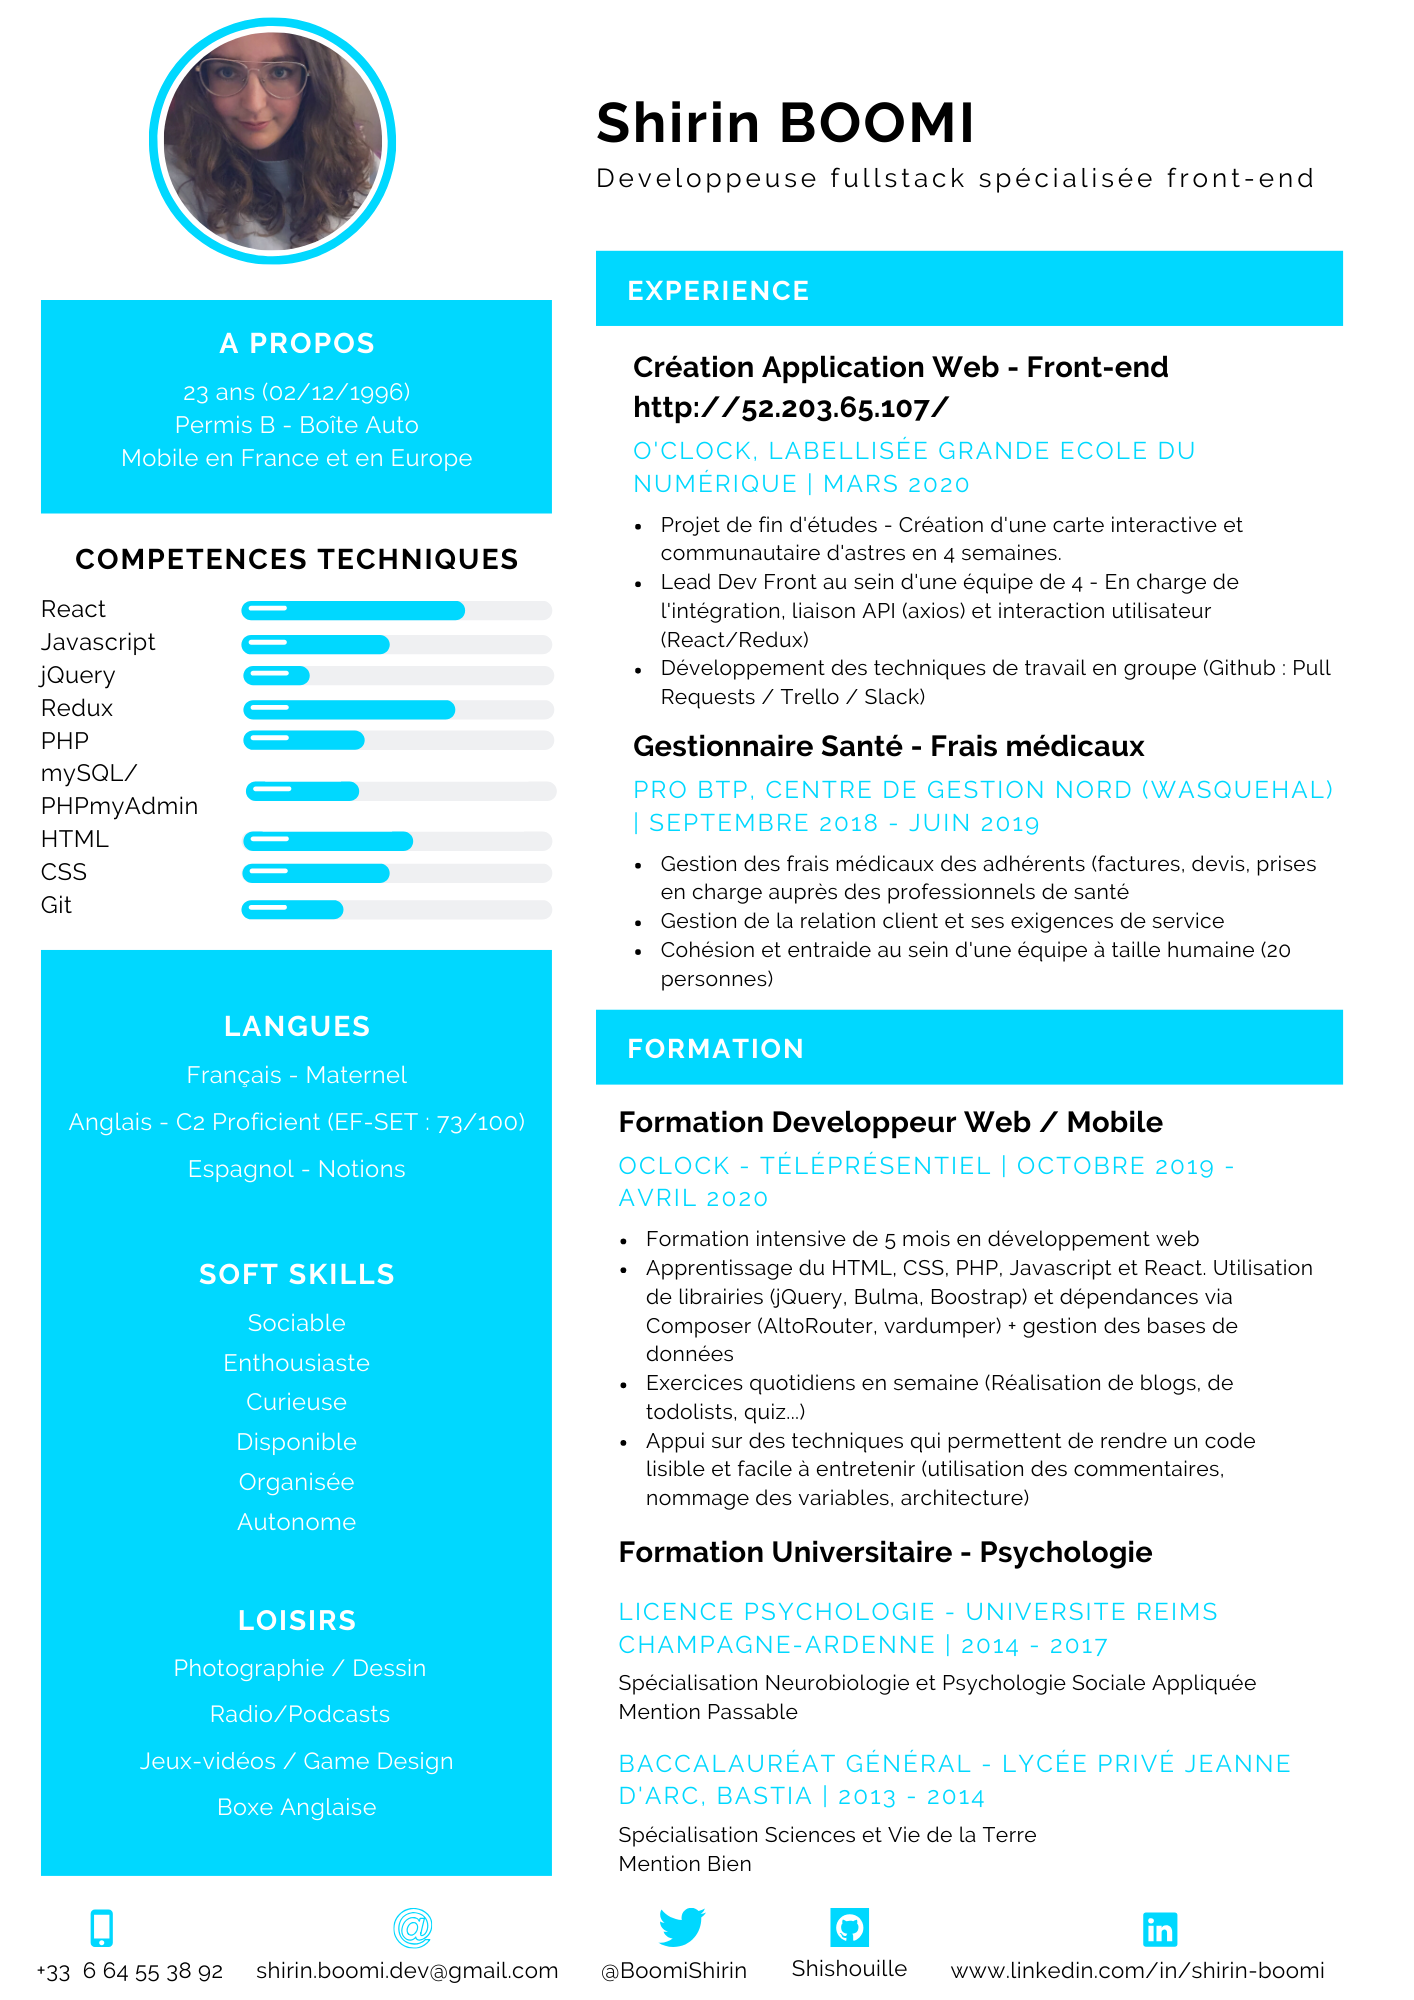 Shirin BOOMI
Developpeuse fullstack spécialisée front-end
A PROPOS
23 ans (02/12/1996)
Permis B - Boîte Auto
Mobile en France et en Europe
COMPETENCES TECHNIQUES
React
Javascript
jQuery
Redux
PHP
mySQL/
PHPmyAdmin
HTML
CSS
Git
LANGUES
Français - Maternel
Anglais - C2 Proficient (EF-SET : 73/100)
Espagnol - Notions
SOFT SKILLS
Sociable
Enthousiaste
Curieuse
Disponible
Organisée
Autonome
LOISIRS
Photographie / Dessin
Radio/Podcasts
Jeux-vidéos / Game Design
Boxe Anglaise
EXPERIENCE
Création Application Web - Front-end
http://52.203.65.107/
O'CLOCK, LABELLISÉE GRANDE ECOLE DU
NUMÉRIQUE | MARS 2020
• Projet de fin d'études - Création d'une carte interactive et
communautaire d'astres en 4 semaines.
• Lead Dev Front au sein d'une équipe de 4 - En charge de
l'intégration, liaison API (axios) et interaction utilisateur
(React/Redux)
• Développement des techniques de travail en groupe (Github : Pull
Requests / Trello / Slack)
Gestionnaire Santé - Frais médicaux
PRO BTP, CENTRE DE GESTION NORD (WASQUEHAL)
| SEPTEMBRE 2018 - JUIN 2019
• Gestion des frais médicaux des adhérents (factures, devis, prises
en charge auprès des professionnels de santé
• Gestion de la relation client et ses exigences de service
• Cohésion et entraide au sein d'une équipe à taille humaine (20
personnes)
FORMATION
Formation Developpeur Web / Mobile
OCLOCK - TÉLÉPRÉSENTIEL | OCTOBRE 2019 -
AVRIL 2020
• Formation intensive de 5 mois en développement web
• Apprentissage du HTML, CSS, PHP, Javascript et React. Utilisation
de librairies (jQuery, Bulma, Boostrap) et dépendances via
Composer (AltoRouter, vardumper) + gestion des bases de
données
• Exercices quotidiens en semaine (Réalisation de blogs, de
todolists, quiz...)
• Appui sur des techniques qui permettent de rendre un code
lisible et facile à entretenir (utilisation des commentaires,
nommage des variables, architecture)
Formation Universitaire - Psychologie
LICENCE PSYCHOLOGIE - UNIVERSITE REIMS
CHAMPAGNE-ARDENNE | 2014 - 2017
Spécialisation Neurobiologie et Psychologie Sociale Appliquée
Mention Passable
BACCALAURÉAT GÉNÉRAL - LYCÉE PRIVÉ JEANNE
D'ARC, BASTIA | 2013 - 2014
Spécialisation Sciences et Vie de la Terre
Mention Bien
+33 6 64 55 38 92
shirin.boomi.dev@gmail.com
@BoomiShirin
Shishouille
www.linkedin.com/in/shirin-boomi